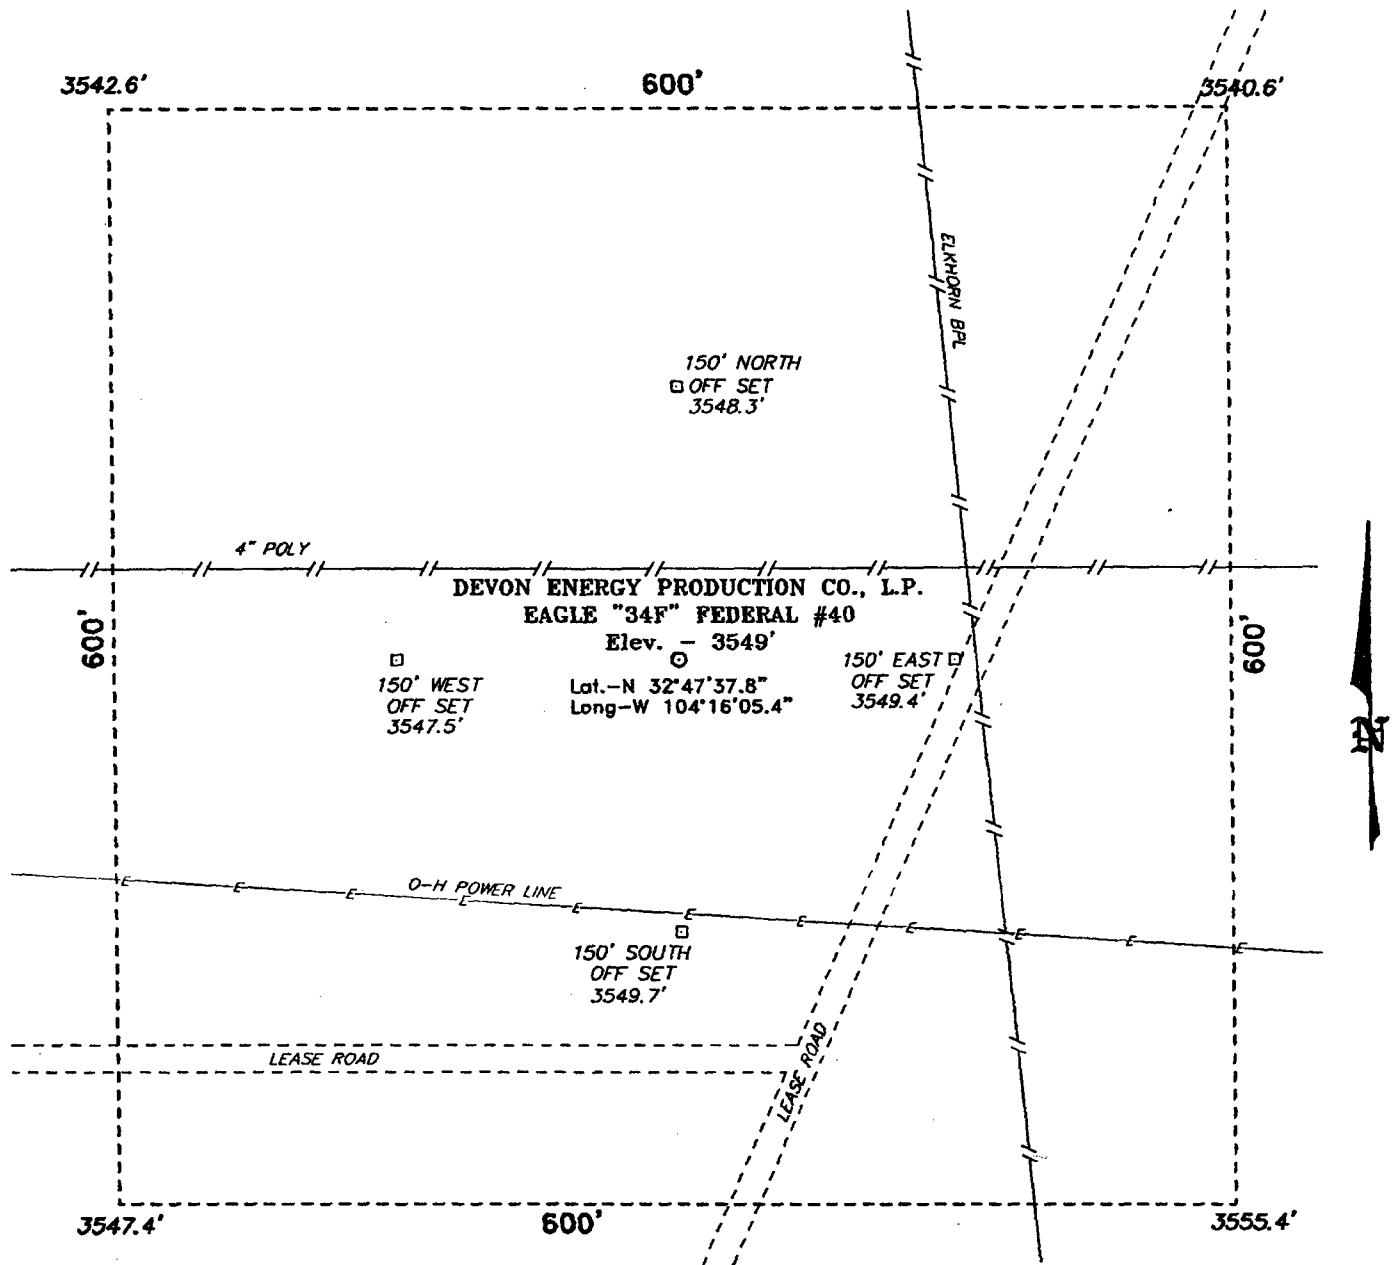 3542.6'
600'
3540.6'
ELKHORN BPL
150' NORTH
OFF SET
3548.3'
4" POLY
DEVON ENERGY PRODUCTION CO., L.P.
EAGLE "34F" FEDERAL #40
Elev. - 3549'
600'
600'
150' WEST
OFF SET
3547.5'
Lat.-N 32°47'37.8"
Long-W 104°16'05.4"
150' EAST
OFF SET
3549.4'
N
O-H POWER LINE
E E E E E E E E E E E
150' SOUTH
OFF SET
3549.7'
LEASE ROAD
LEASE ROAD
3547.4'
600'
3555.4'